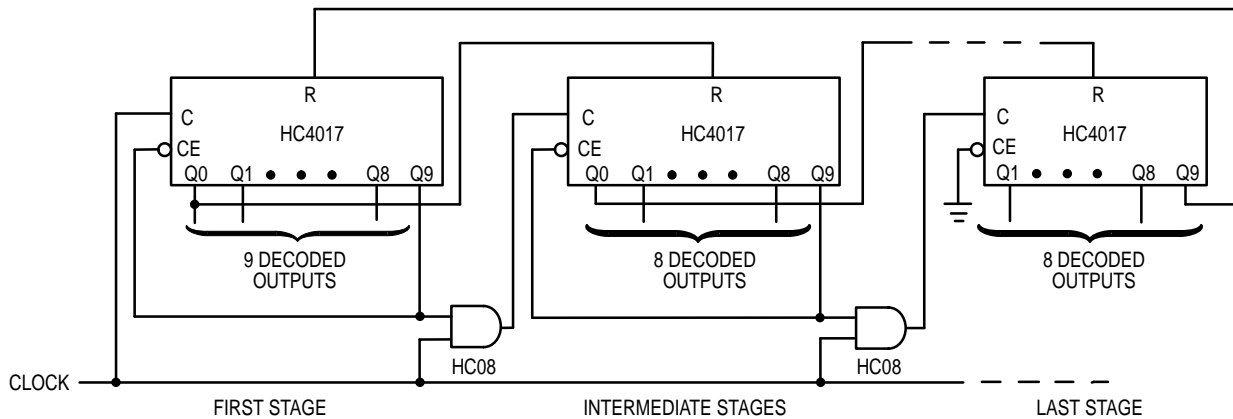 R R R
C HC4017 C HC4017 C HC4017
CE CE CE
Q0 Q1 • • • Q8 Q9 Q0 Q1 • • • Q8 Q9 Q1 • • • Q8 Q9
9 DECODED 8 DECODED 8 DECODED
OUTPUTS OUTPUTS OUTPUTS
HC08 HC08
CLOCK
FIRST STAGE INTERMEDIATE STAGES LAST STAGE